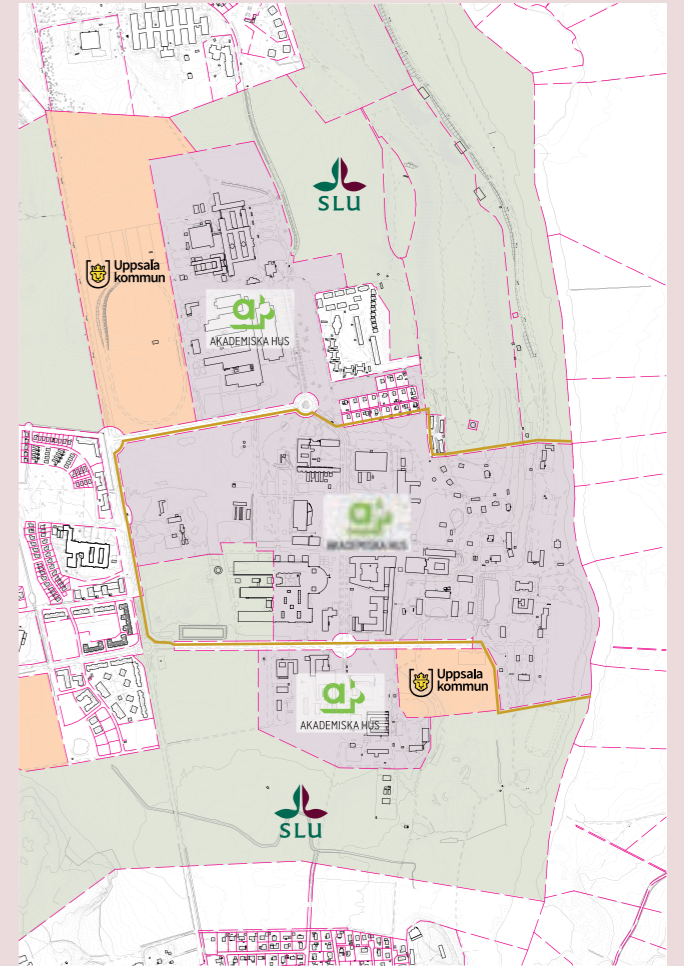 SLU
Uppsala
kommun
AKADEMISKA HUS
AKADEMISKA HUS
Uppsala
kommun
AKADEMISKA HUS
SLU